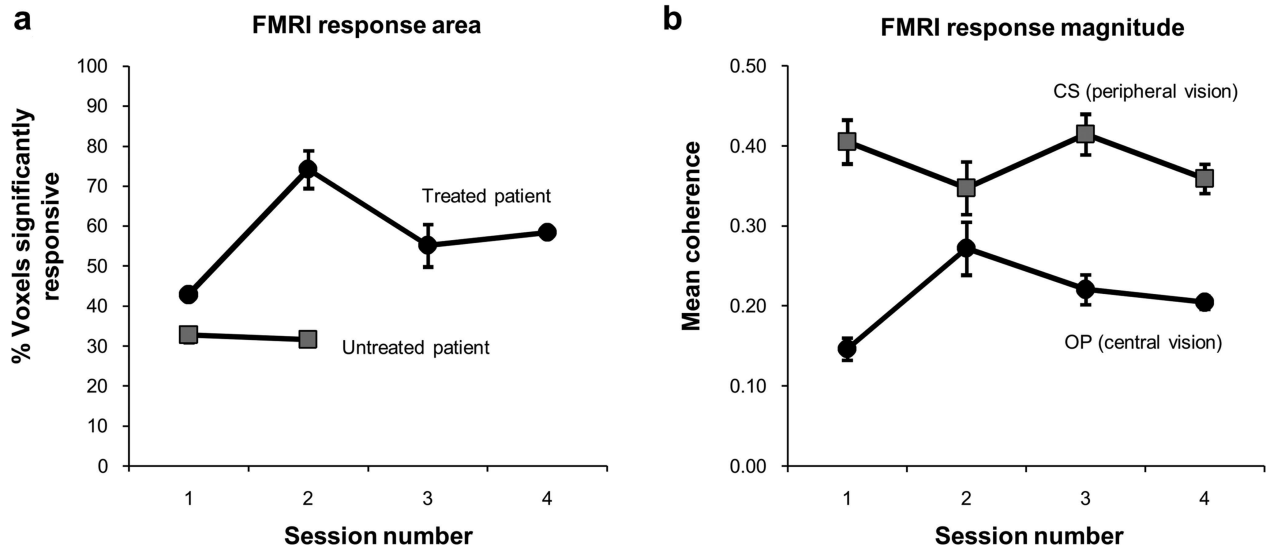 a
FMRI response area
% Voxels significantly
responsive
100
90
80
70
60
50
40
30
20
10
0
Treated patient
Untreated patient
1 2 3 4
Session number
b
FMRI response magnitude
Mean coherence
0.50
0.40
0.30
0.20
0.10
0.00
CS (peripheral vision)
OP (central vision)
1 2 3 4
Session number